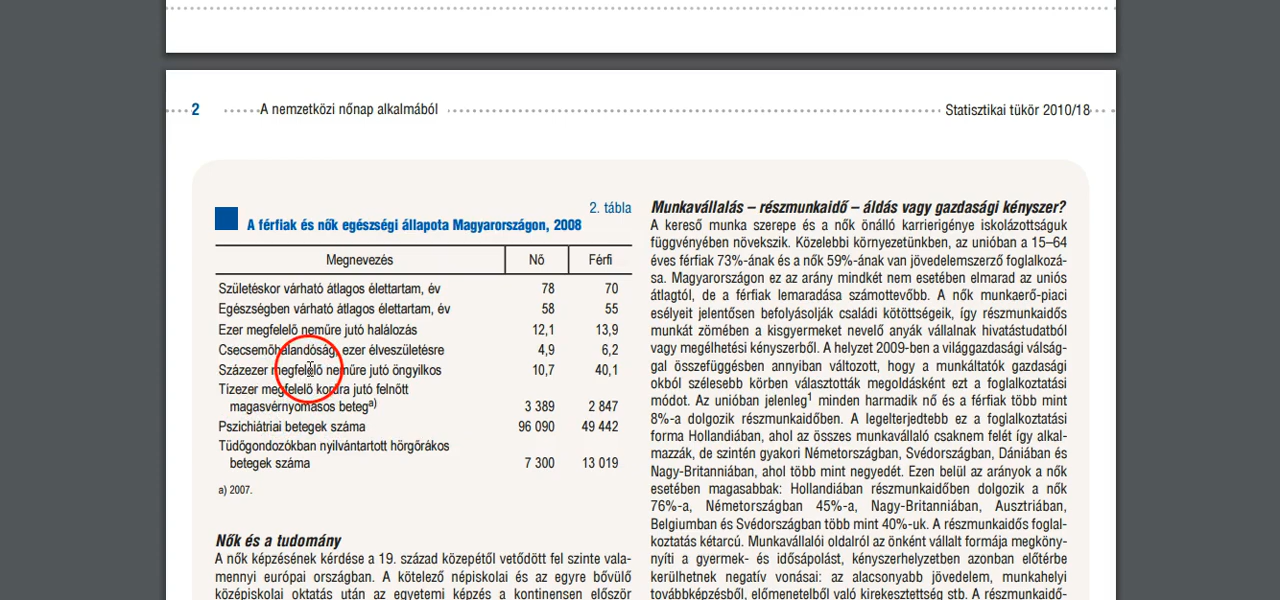 2 A nemzetközi nőnap alkalmából Statisztikai tükör 2010/18
2. tábla
A férfiak és nők egészségi állapota Magyarországon, 2008
Megnevezés Nő Férfi
Születéskor várható átlagos élettartam, év 78 70
Egészségben várható átlagos élettartam, év 58 55
Ezer megfelelő neműre jutó halálozás 12,1 13,9
Csecsemőhalandóság, ezer élveszületésre 4,9 6,2
Százezer megfelelő neműre jutó öngyilkos 10,7 40,1
Tízezer megfelelő korúra jutó felnőtt
magasvérnyomásos beteg a) 3 389 2 847
Pszichiátriai betegek száma 96 090 49 442
Tüdőgondozókban nyilvántartott hörgőrákos
betegek száma 7 300 13 019
a) 2007.
Nők és a tudomány
A nők képzésének kérdése a 19. század közepétől vetődött fel szinte vala-
mennyi európai országban. A kötelező népiskolai és az egyre bővülő
középiskolai oktatás után az egyetemi képzés a kontinensen először
Munkavállalás – részmunkaidő – áldás vagy gazdasági kényszer?
A kereső munka szerepe és a nők önálló karrierigénye iskolázottságuk
függvényében növekszik. Közelebbi környezetünkben, az unióban a 15–64
éves férfiak 73%-ának és a nők 59%-ának van jövedelemszerző foglalkozá-
sa. Magyarországon ez az arány mindkét nem esetében elmarad az uniós
átlagtól, de a férfiak lemaradása számottevőbb. A nők munkaerő-piaci
esélyeit jelentősen befolyásolják családi kötöttségeik, így részmunkaidős
munkát zömében a kisgyermeket nevelő anyák vállalnak hivatástudatból
vagy megélhetési kényszerből. A helyzet 2009-ben a világgazdasági válság-
gal összefüggésben annyiban változott, hogy a munkáltatók gazdasági
okból szélesebb körben választották megoldásként ezt a foglalkoztatási
módot. Az unióban jelenleg1 minden harmadik nő és a férfiak több mint
8%-a dolgozik részmunkaidőben. A legelterjedtebb ez a foglalkoztatási
forma Hollandiában, ahol az összes munkavállaló csaknem felét így alkal-
mazzák, de szintén gyakori Németországban, Svédországban, Dániában és
Nagy-Britanniában, ahol több mint negyedét. Ezen belül az arányok a nők
esetében magasabbak: Hollandiában részmunkaidőben dolgozik a nők
76%-a, Németországban 45%-a, Nagy-Britanniában, Ausztriában,
Belgiumban és Svédországban több mint 40%-uk. A részmunkaidős foglal-
koztatás kétarcú. Munkavállalói oldalról az önként vállalt formája megköny-
nyíti a gyermek- és idősápolást, kényszerhelyzetben azonban előtérbe
kerülhetnek negatív vonásai: az alacsonyabb jövedelem, munkahelyi
továbbképzésből, előmenetelből való kirekesztettség stb. A részmunkaidő-